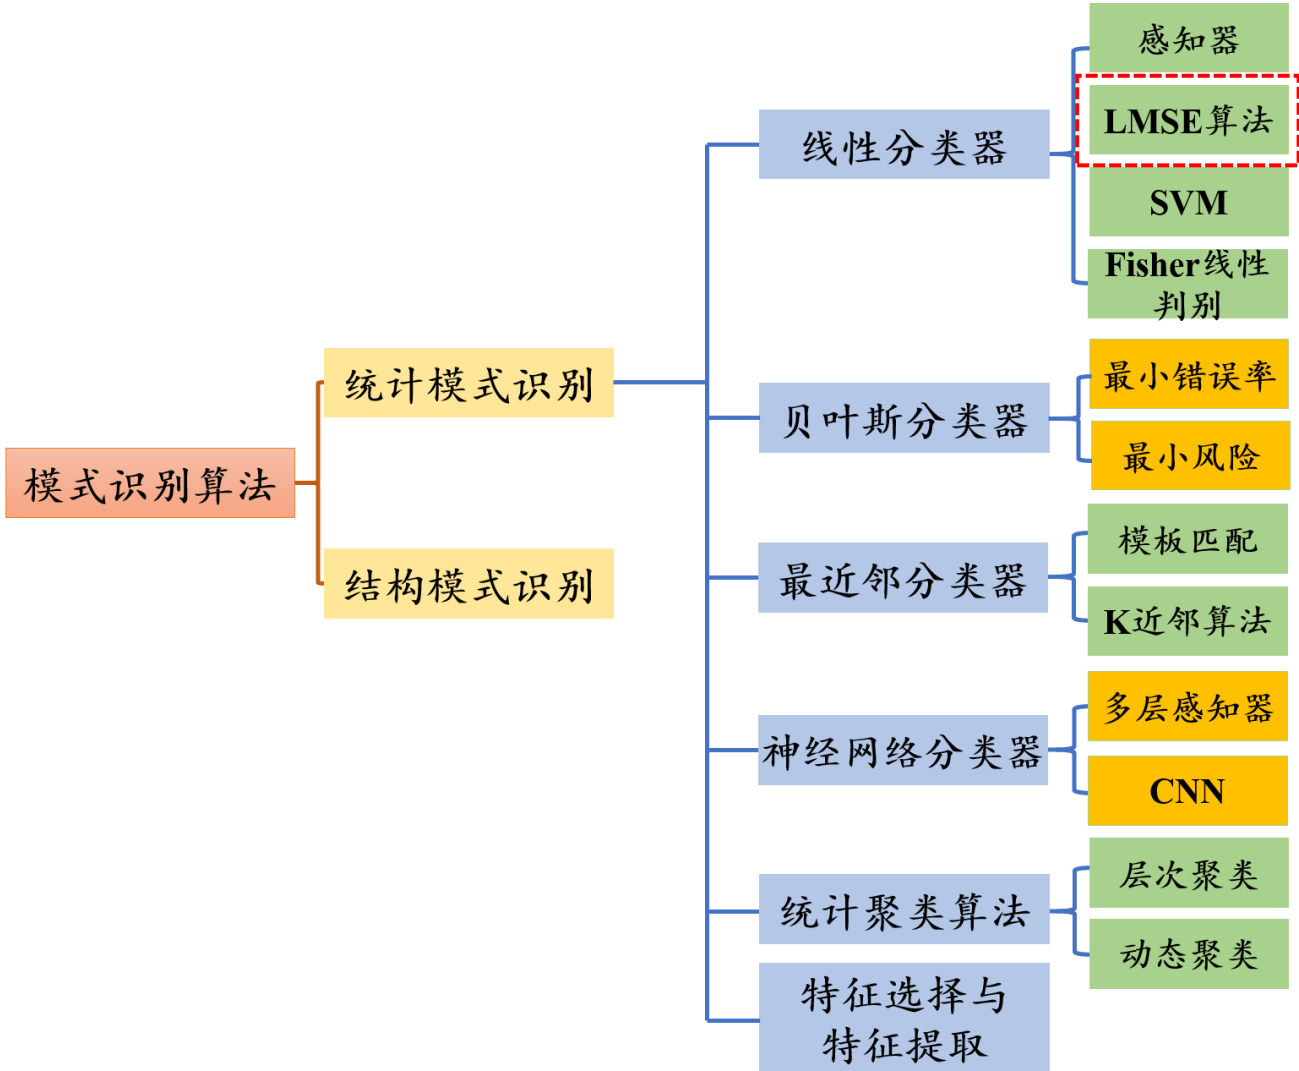 模式识别算法
统计模式识别
结构模式识别
线性分类器
感知器
LMSE算法
SVM
Fisher线性
判别
贝叶斯分类器
最小错误率
最小风险
最近邻分类器
模板匹配
K近邻算法
神经网络分类器
多层感知器
CNN
统计聚类算法
层次聚类
动态聚类
特征选择与
特征提取